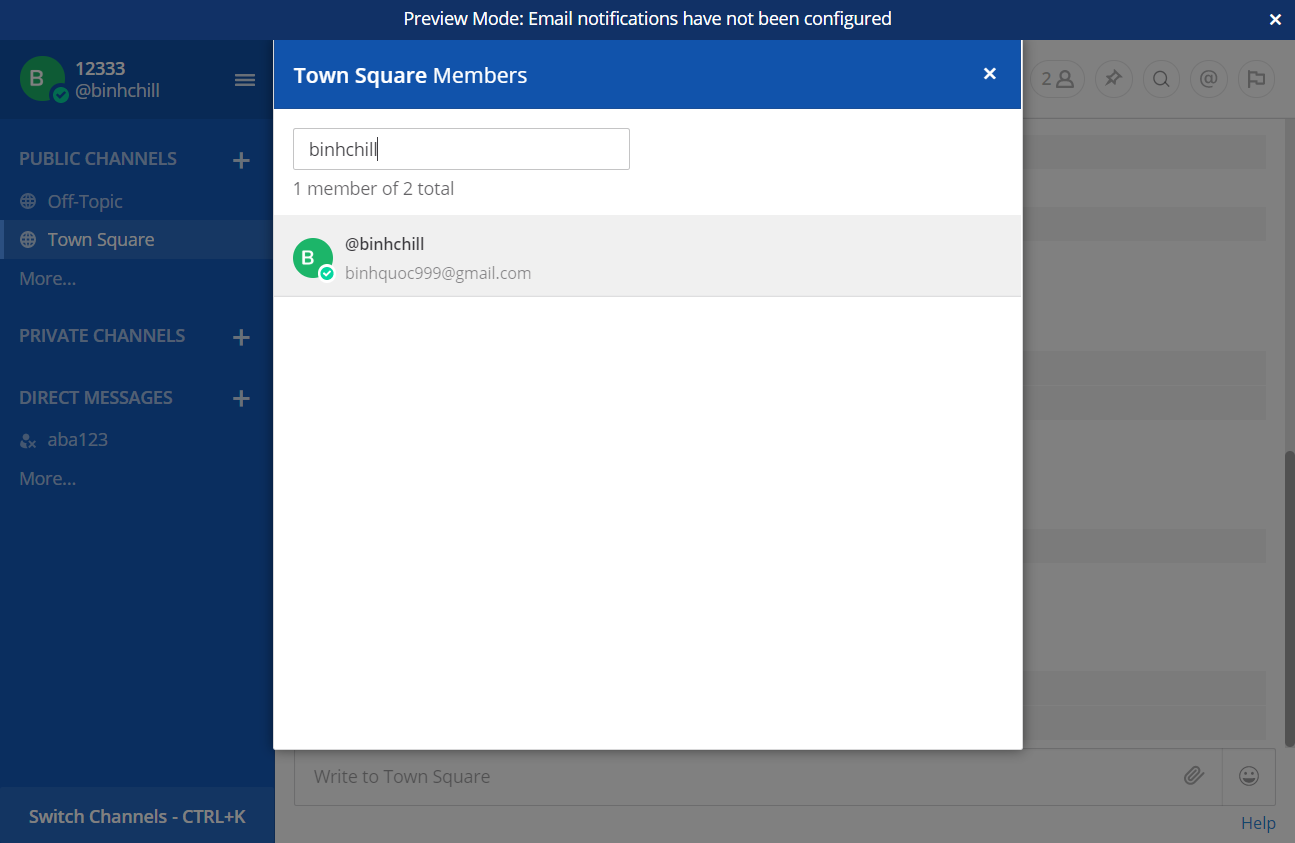 Preview Mode: Email notifications have not been configured
B
12333
@binhchill
PUBLIC CHANNELS
Off-Topic
Town Square
More...
PRIVATE CHANNELS
DIRECT MESSAGES
aba123
More...
Switch Channels - CTRL+K
Town Square Members
binhchill
1 member of 2 total
B
@binhchill
binhquoc999@gmail.com
2
@
Write to Town Square
Help